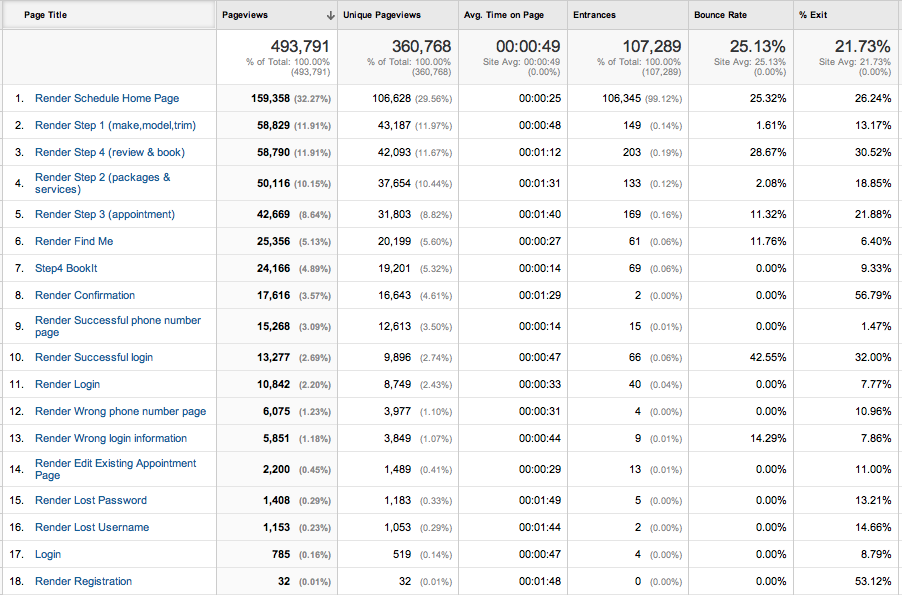 Page Title Pageviews ↓ Unique Pageviews Avg. Time on Page Entrances Bounce Rate % Exit
493,791 360,768 00:00:49 107,289 25.13% 21.73%
% of Total: 100.00% % of Total: 100.00% Site Avg: 00:00:49 % of Total: 100.00% Site Avg: 25.13% Site Avg: 21.73%
(493,791) (360,768) (0.00%) (107,289) (0.00%) (0.00%)
1. Render Schedule Home Page 159,358 (32.27%) 106,628 (29.56%) 00:00:25 106,345 (99.12%) 25.32% 26.24%
2. Render Step 1 (make,model,trim) 58,829 (11.91%) 43,187 (11.97%) 00:00:48 149 (0.14%) 1.61% 13.17%
3. Render Step 4 (review & book) 58,790 (11.91%) 42,093 (11.67%) 00:01:12 203 (0.19%) 28.67% 30.52%
4. Render Step 2 (packages &
services) 50,116 (10.15%) 37,654 (10.44%) 00:01:31 133 (0.12%) 2.08% 18.85%
5. Render Step 3 (appointment) 42,669 (8.64%) 31,803 (8.82%) 00:01:40 169 (0.16%) 11.32% 21.88%
6. Render Find Me 25,356 (5.13%) 20,199 (5.60%) 00:00:27 61 (0.06%) 11.76% 6.40%
7. Step4 BookIt 24,166 (4.89%) 19,201 (5.32%) 00:00:14 69 (0.06%) 0.00% 9.33%
8. Render Confirmation 17,616 (3.57%) 16,643 (4.61%) 00:01:29 2 (0.00%) 0.00% 56.79%
9. Render Successful phone number
page 15,268 (3.09%) 12,613 (3.50%) 00:00:14 15 (0.01%) 0.00% 1.47%
10. Render Successful login 13,277 (2.69%) 9,896 (2.74%) 00:00:47 66 (0.06%) 42.55% 32.00%
11. Render Login 10,842 (2.20%) 8,749 (2.43%) 00:00:33 40 (0.04%) 0.00% 7.77%
12. Render Wrong phone number page 6,075 (1.23%) 3,977 (1.10%) 00:00:31 4 (0.00%) 0.00% 10.96%
13. Render Wrong login information 5,851 (1.18%) 3,849 (1.07%) 00:00:44 9 (0.01%) 14.29% 7.86%
14. Render Edit Existing Appointment
Page 2,200 (0.45%) 1,489 (0.41%) 00:00:29 13 (0.01%) 0.00% 11.00%
15. Render Lost Password 1,408 (0.29%) 1,183 (0.33%) 00:01:49 5 (0.00%) 0.00% 13.21%
16. Render Lost Username 1,153 (0.23%) 1,053 (0.29%) 00:01:44 2 (0.00%) 0.00% 14.66%
17. Login 785 (0.16%) 519 (0.14%) 00:00:47 4 (0.00%) 0.00% 8.79%
18. Render Registration 32 (0.01%) 32 (0.01%) 00:01:48 0 (0.00%) 0.00% 53.12%